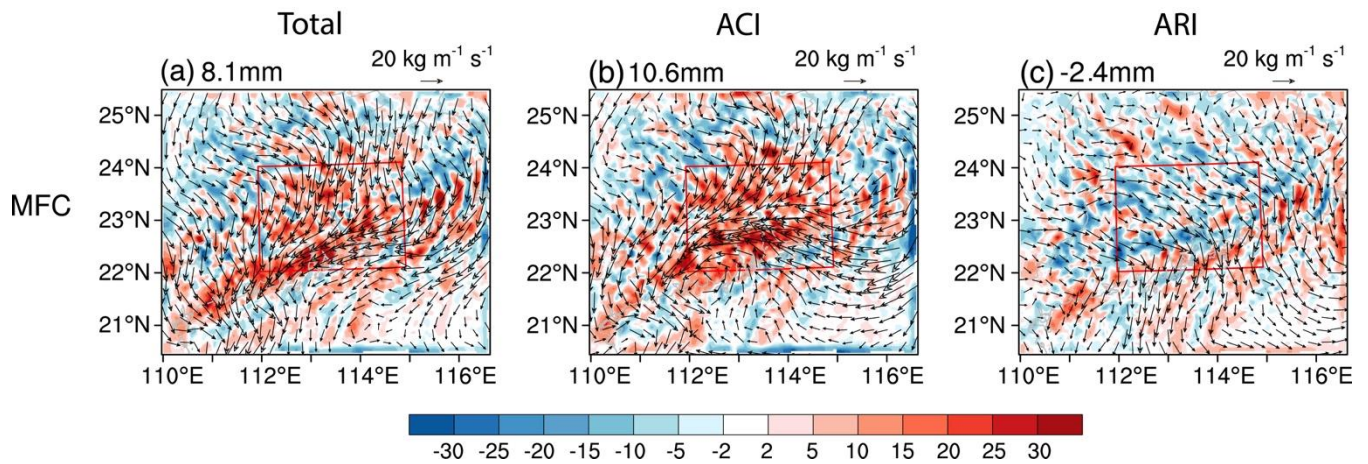 Total
ACI
ARI
(a) 8.1mm
20 kg m⁻¹ s⁻¹
(b) 10.6mm
20 kg m⁻¹ s⁻¹
(c) -2.4mm
20 kg m⁻¹ s⁻¹
MFC
25°N
24°N
23°N
22°N
21°N
110°E
112°E
114°E
116°E
25°N
24°N
23°N
22°N
21°N
110°E
112°E
114°E
116°E
25°N
24°N
23°N
22°N
21°N
110°E
112°E
114°E
116°E
-30 -25 -20 -15 -10 -5 -2 2 5 10 15 20 25 30